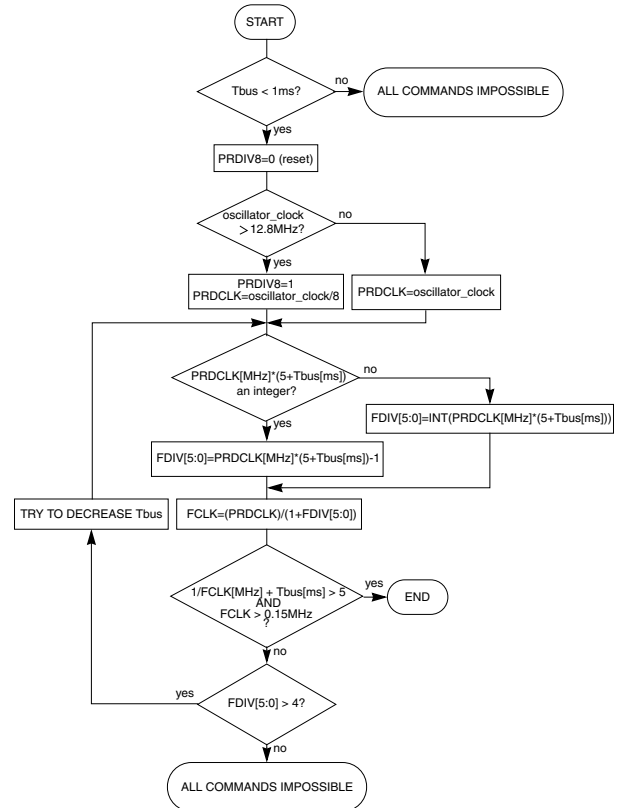 START
Tbus < 1ms?
no
ALL COMMANDS IMPOSSIBLE
yes
PRDIV8=0 (reset)
oscillator_clock
>12.8MHz?
no
yes
PRDIV8=1
PRDCLK=oscillator_clock/8
PRDCLK=oscillator_clock
PRDCLK[MHz]*(5+Tbus[ms])
an integer?
no
yes
FDIV[5:0]=INT(PRDCLK[MHz]*(5+Tbus[ms]))
FDIV[5:0]=PRDCLK[MHz]*(5+Tbus[ms])-1
TRY TO DECREASE Tbus
FCLK=(PRDCLK)/(1+FDIV[5:0])
1/FCLK[MHz] + Tbus[ms] > 5
AND
FCLK > 0.15MHz
?
yes
END
no
yes
FDIV[5:0] > 4?
no
ALL COMMANDS IMPOSSIBLE